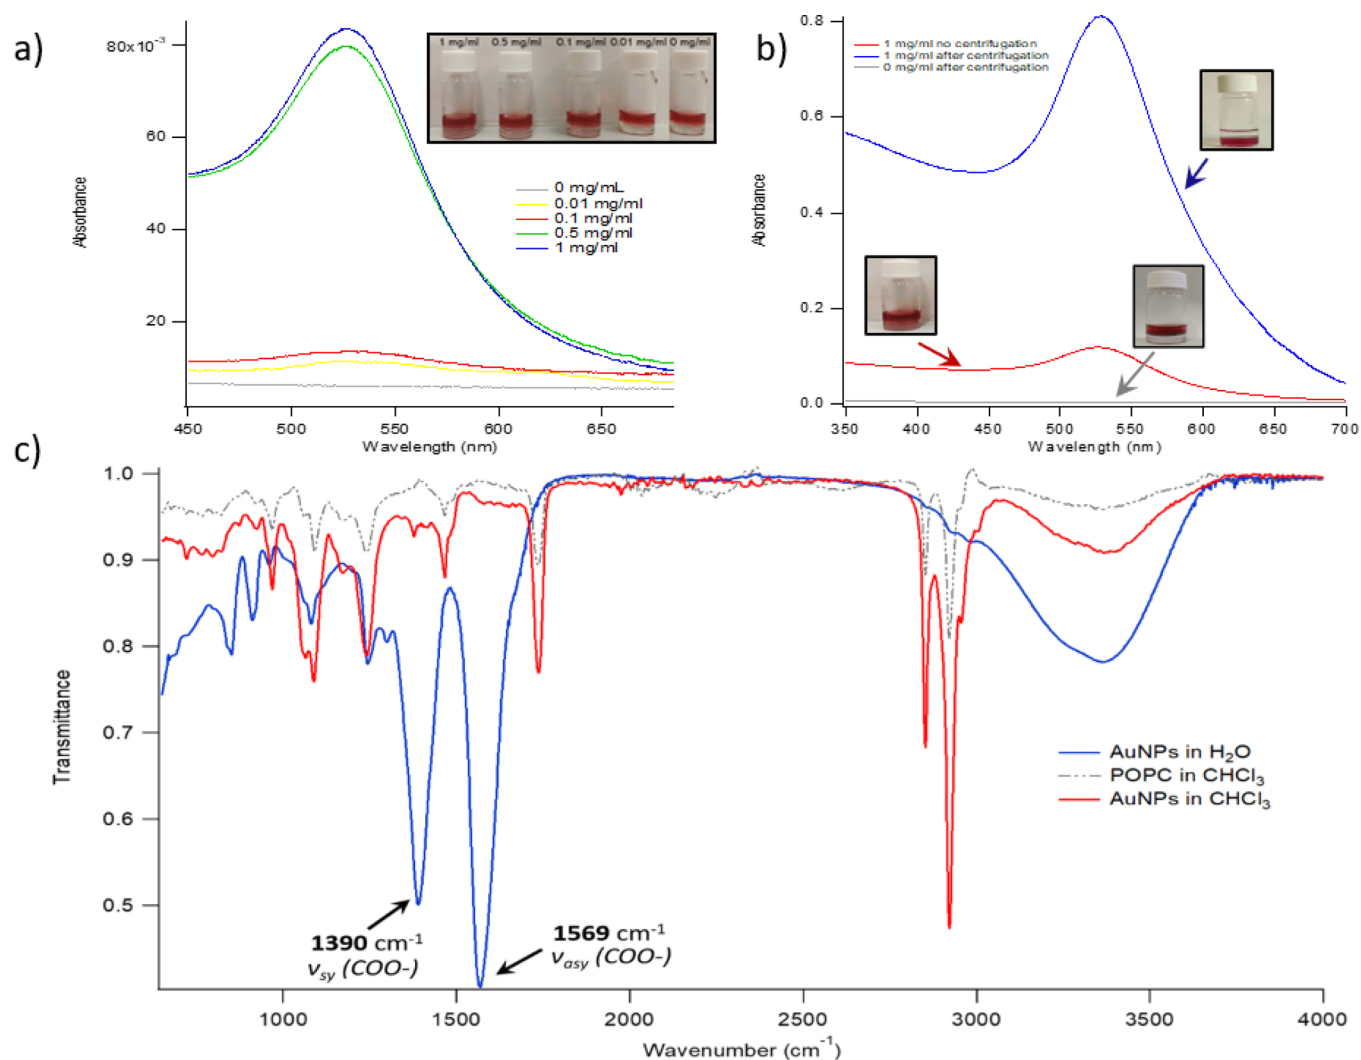 a)
80x10⁻³
60
40
20
Absorbance
450
500
550
600
650
Wavelength (nm)
1 mg/ml 0.5 mg/ml 0.1 mg/ml 0.01 mg/ml 0 mg/ml
0 mg/mL
0.01 mg/ml
0.1 mg/ml
0.5 mg/ml
1 mg/ml
b)
0.8
0.6
0.4
0.2
0.0
Absorbance
350
400
450
500
550
600
650
700
Wavelength (nm)
1 mg/ml no centrifugation
1 mg/ml after centrifugation
0 mg/ml after centrifugation
c)
1.0
0.9
0.8
0.7
0.6
0.5
Transmittance
1390 cm⁻¹
νsy (COO-)
1569 cm⁻¹
νasy (COO-)
AuNPs in H₂O
POPC in CHCl₃
AuNPs in CHCl₃
1000
1500
2000
2500
3000
3500
4000
Wavenumber (cm⁻¹)